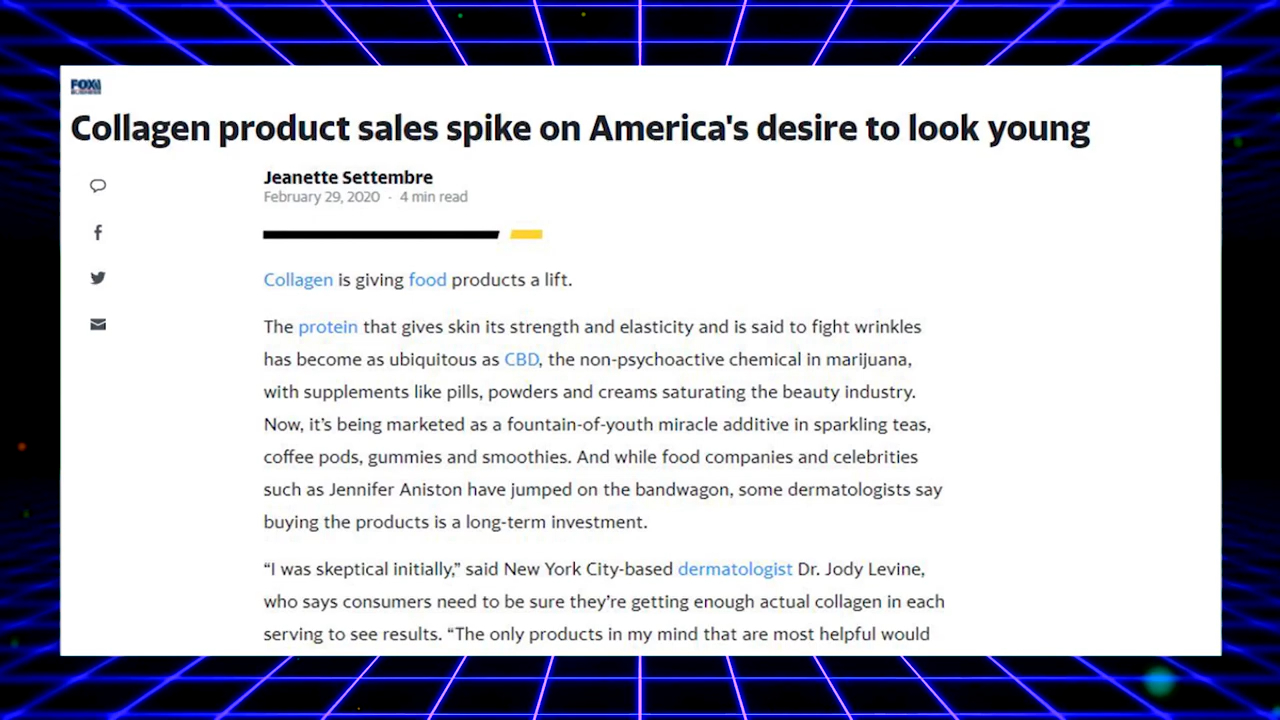 FOX
BUSINESS
Collagen product sales spike on America's desire to look young
Jeanette Settembre
February 29, 2020 · 4 min read
Collagen is giving food products a lift.
The protein that gives skin its strength and elasticity and is said to fight wrinkles
has become as ubiquitous as CBD, the non-psychoactive chemical in marijuana,
with supplements like pills, powders and creams saturating the beauty industry.
Now, it’s being marketed as a fountain-of-youth miracle additive in sparkling teas,
coffee pods, gummies and smoothies. And while food companies and celebrities
such as Jennifer Aniston have jumped on the bandwagon, some dermatologists say
buying the products is a long-term investment.
“I was skeptical initially,” said New York City-based dermatologist Dr. Jody Levine,
who says consumers need to be sure they’re getting enough actual collagen in each
serving to see results. “The only products in my mind that are most helpful would